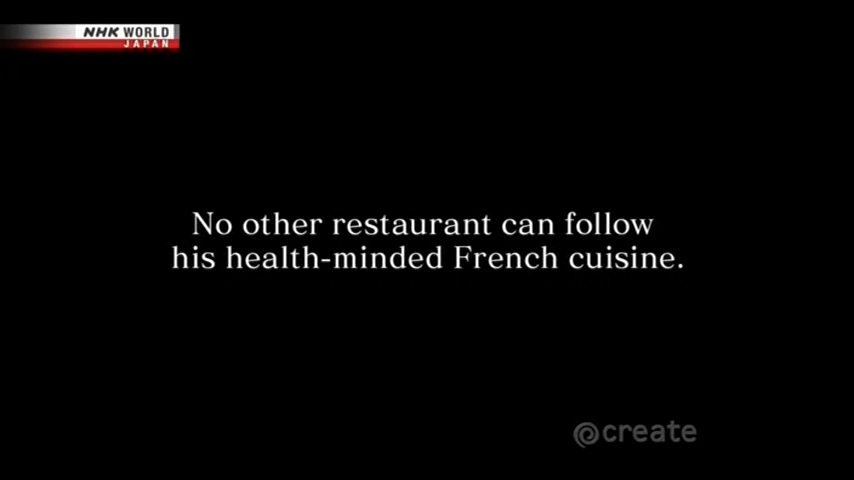 NHK WORLD
JAPAN
No other restaurant can follow
his health-minded French cuisine.
create